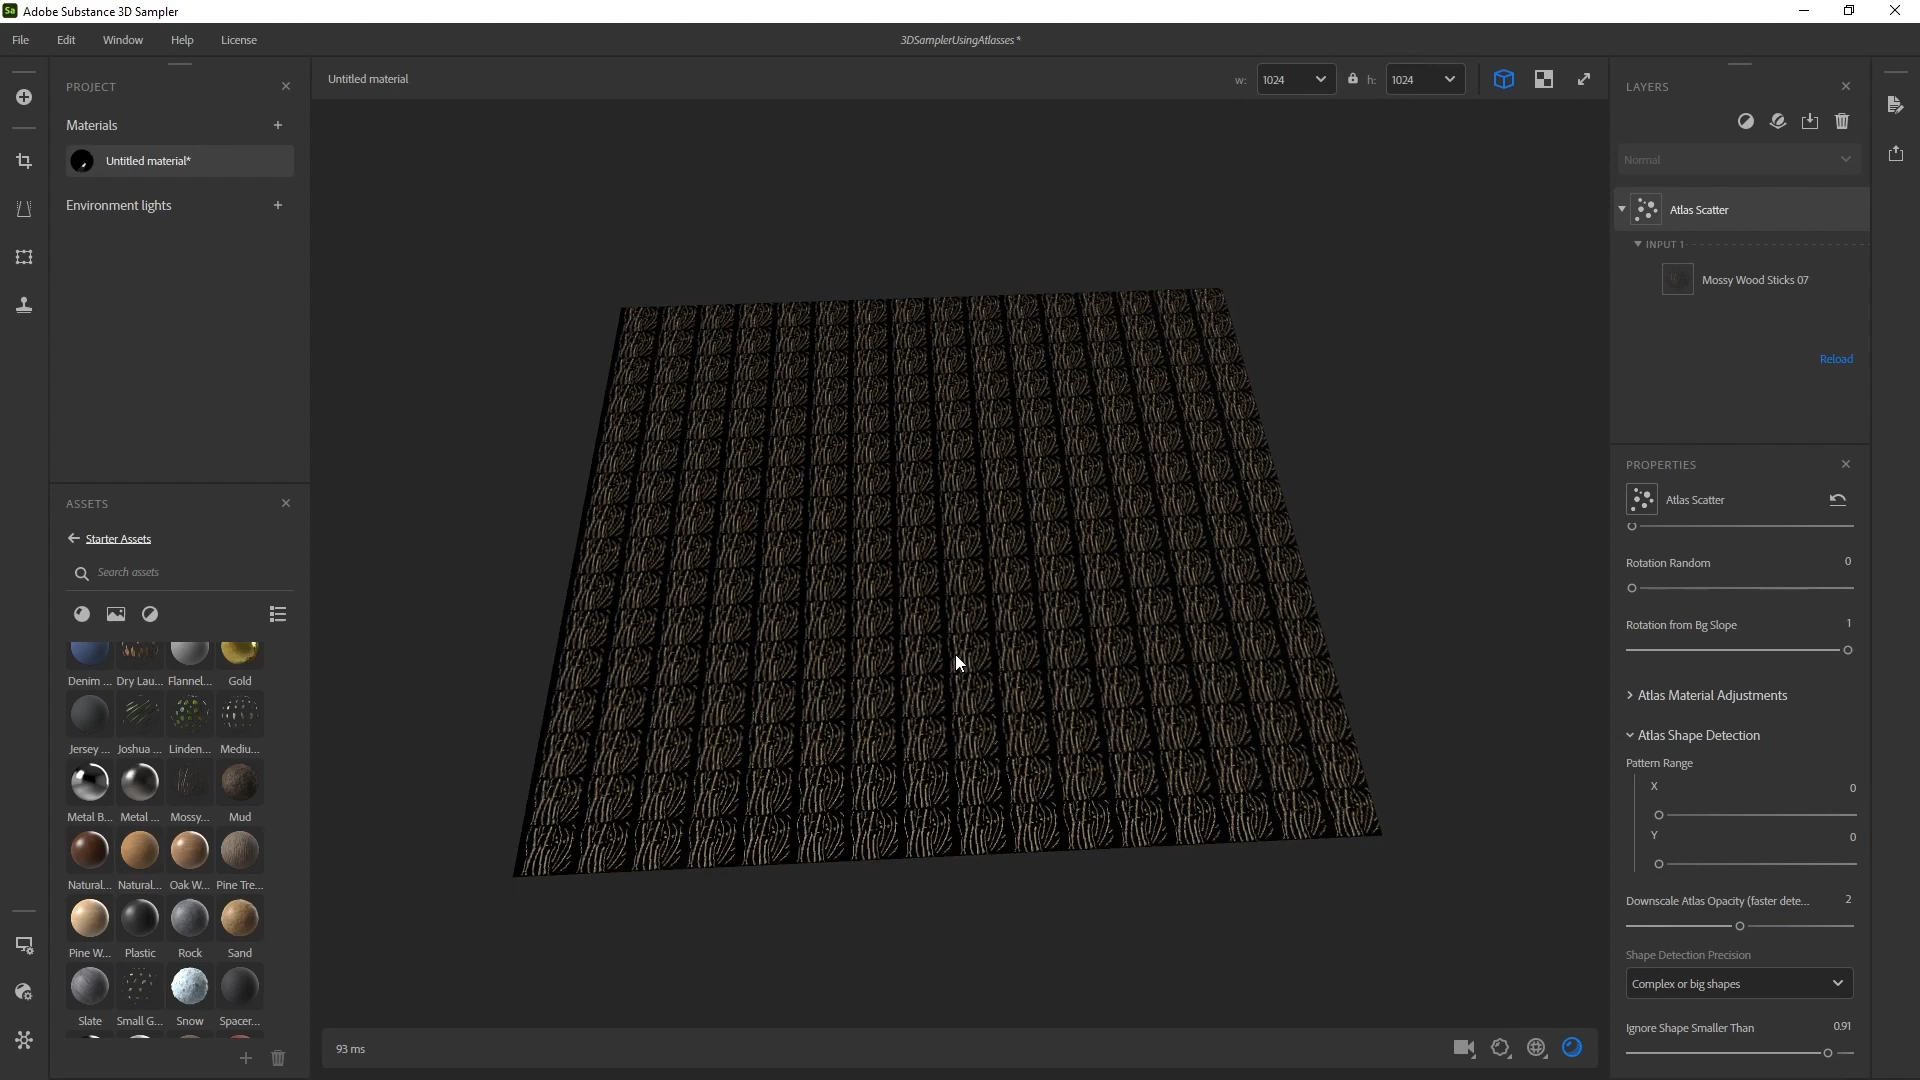 Sa Adobe Substance 3D Sampler
File Edit Window Help License
3DSamplerUsingAtlasses*
PROJECT
Materials
Untitled material*
Environment lights
Untitled material
w: 1024 h: 1024
ASSETS
Starter Assets
Search assets
Denim ... Dry Lau... Flannel... Gold
Jersey ... Joshua ... Linden... Mediu...
Metal B... Metal ... Mossy... Mud
Natural... Natural... Oak W... Pine Tre...
Pine W... Plastic Rock Sand
Slate Small G... Snow Spacer...
93 ms
LAYERS
Normal
Atlas Scatter
INPUT 1
Mossy Wood Sticks 07
Reload
PROPERTIES
Atlas Scatter
Rotation Random 0
Rotation from Bg Slope 1
Atlas Material Adjustments
Atlas Shape Detection
Pattern Range
X 0
Y 0
Downscale Atlas Opacity (faster dete... 2
Shape Detection Precision
Complex or big shapes
Ignore Shape Smaller Than 0.91